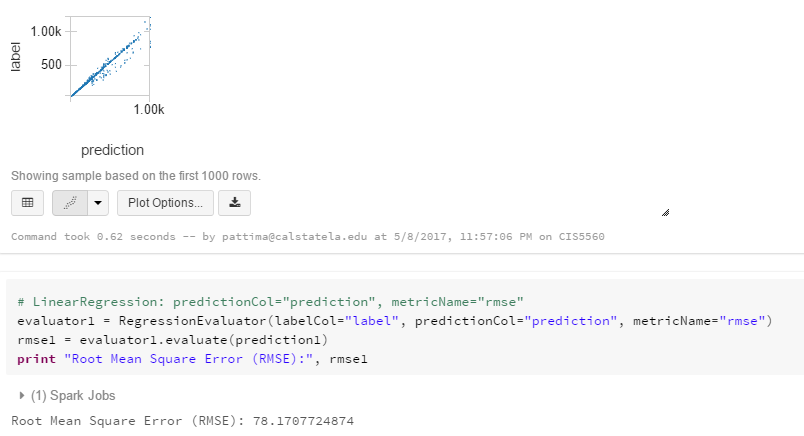 1.00k
label
500
1.00k
prediction
Showing sample based on the first 1000 rows.
Plot Options...
Command took 0.62 seconds -- by pattima@calstatela.edu at 5/8/2017, 11:57:06 PM on CIS5560
# LinearRegression: predictionCol="prediction", metricName="rmse"
evaluator1 = RegressionEvaluator(labelCol="label", predictionCol="prediction", metricName="rmse")
rmse1 = evaluator1.evaluate(prediction1)
print "Root Mean Square Error (RMSE):", rmse1
(1) Spark Jobs
Root Mean Square Error (RMSE): 78.1707724874